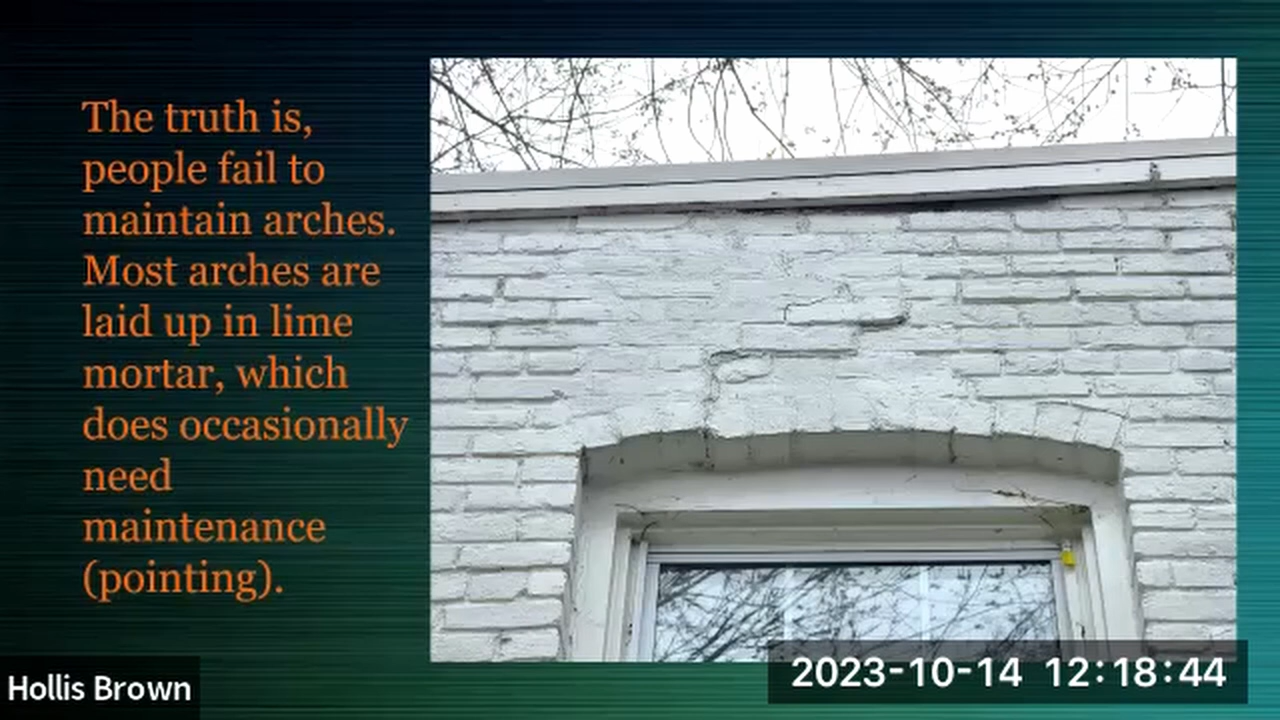 The truth is,
people fail to
maintain arches.
Most arches are
laid up in lime
mortar, which
does occasionally
need
maintenance
(pointing).
Hollis Brown
2023-10-14 12:18:44